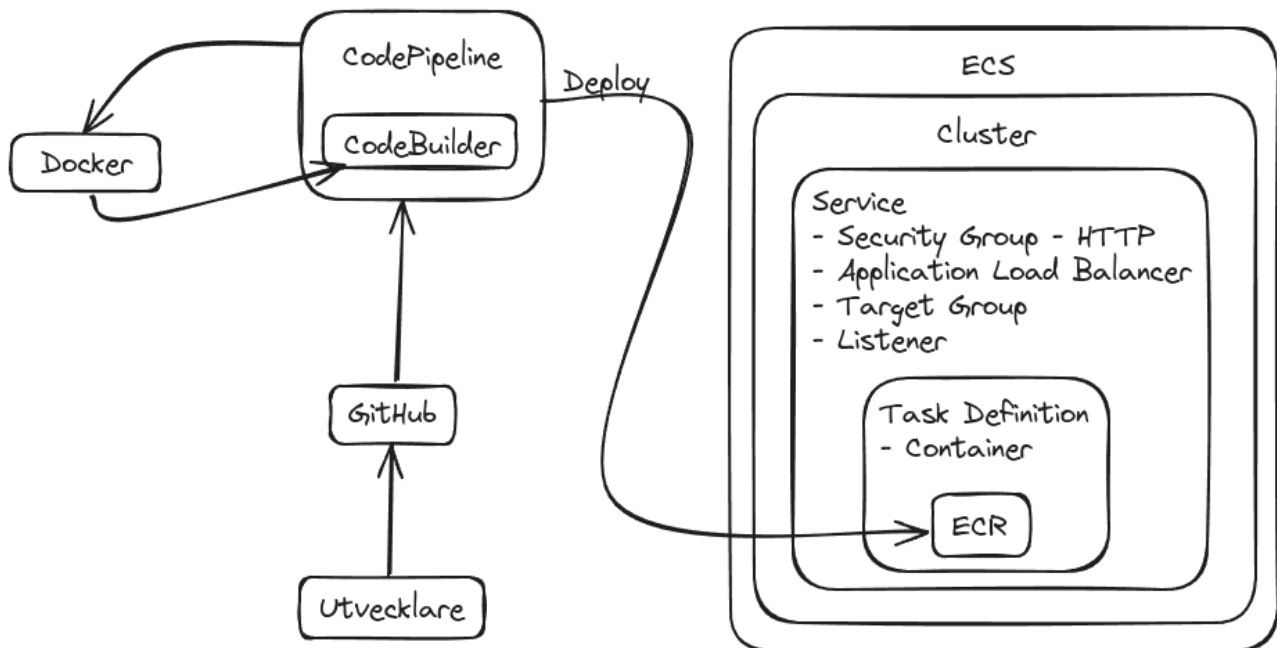 CodePipeline
CodeBuilder
Docker
Deploy
GitHub
Utvecklare
ECS
Cluster
Service
- Security Group - HTTP
- Application Load Balancer
- Target Group
- Listener
Task Definition
- Container
ECR